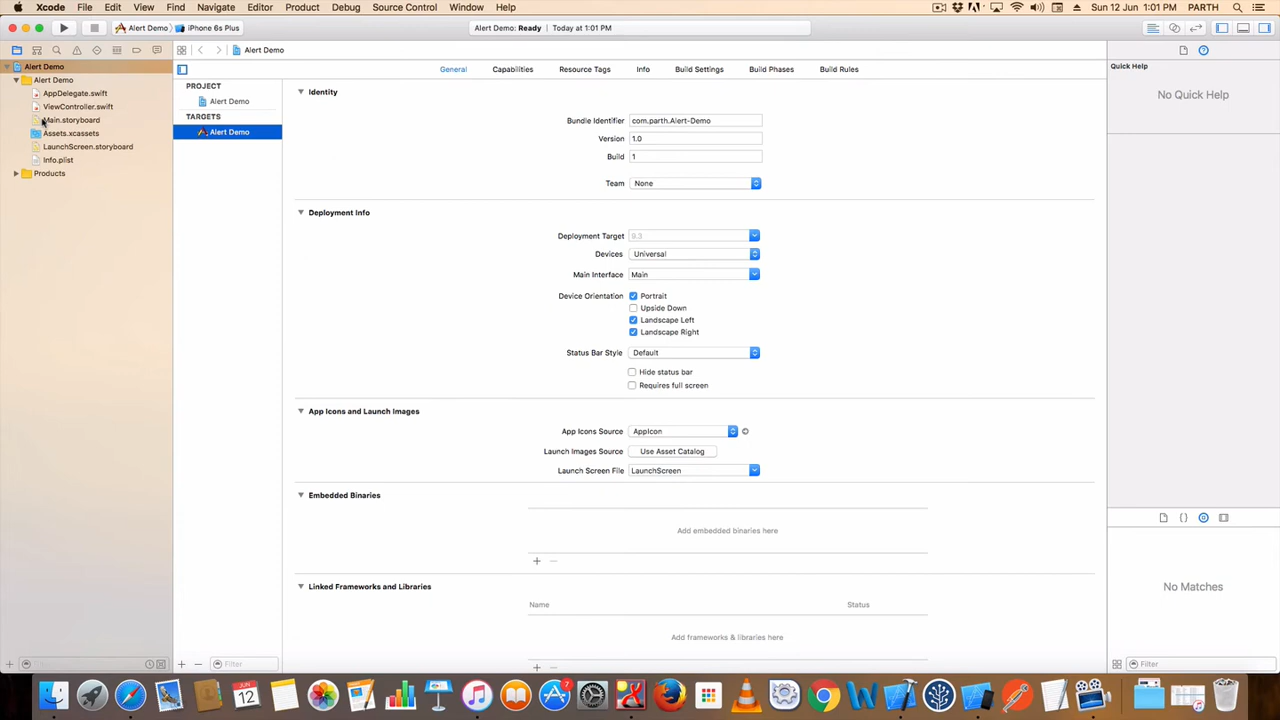 Xcode File Edit View Find Navigate Editor Product Debug Source Control Window Help Sun 12 Jun 1:01 PM PARTH
Alert Demo iPhone 6s Plus Alert Demo: Ready Today at 1:01 PM
Alert Demo
Alert Demo
AppDelegate.swift
ViewController.swift
Main.storyboard
Assets.xcassets
LaunchScreen.storyboard
Info.plist
Products
Filter
Alert Demo
General Capabilities Resource Tags Info Build Settings Build Phases Build Rules
PROJECT
Alert Demo
TARGETS
Alert Demo
Filter
Identity
Bundle Identifier com.parth.Alert-Demo
Version 1.0
Build 1
Team None
Deployment Info
Deployment Target 9.3
Devices Universal
Main Interface Main
Device Orientation Portrait
Upside Down
Landscape Left
Landscape Right
Status Bar Style Default
Hide status bar
Requires full screen
App Icons and Launch Images
App Icons Source AppIcon
Launch Images Source Use Asset Catalog
Launch Screen File LaunchScreen
Embedded Binaries
Add embedded binaries here
Linked Frameworks and Libraries
Name Status
Add frameworks & libraries here
Quick Help
No Quick Help
No Matches
Filter
JUN
12
7